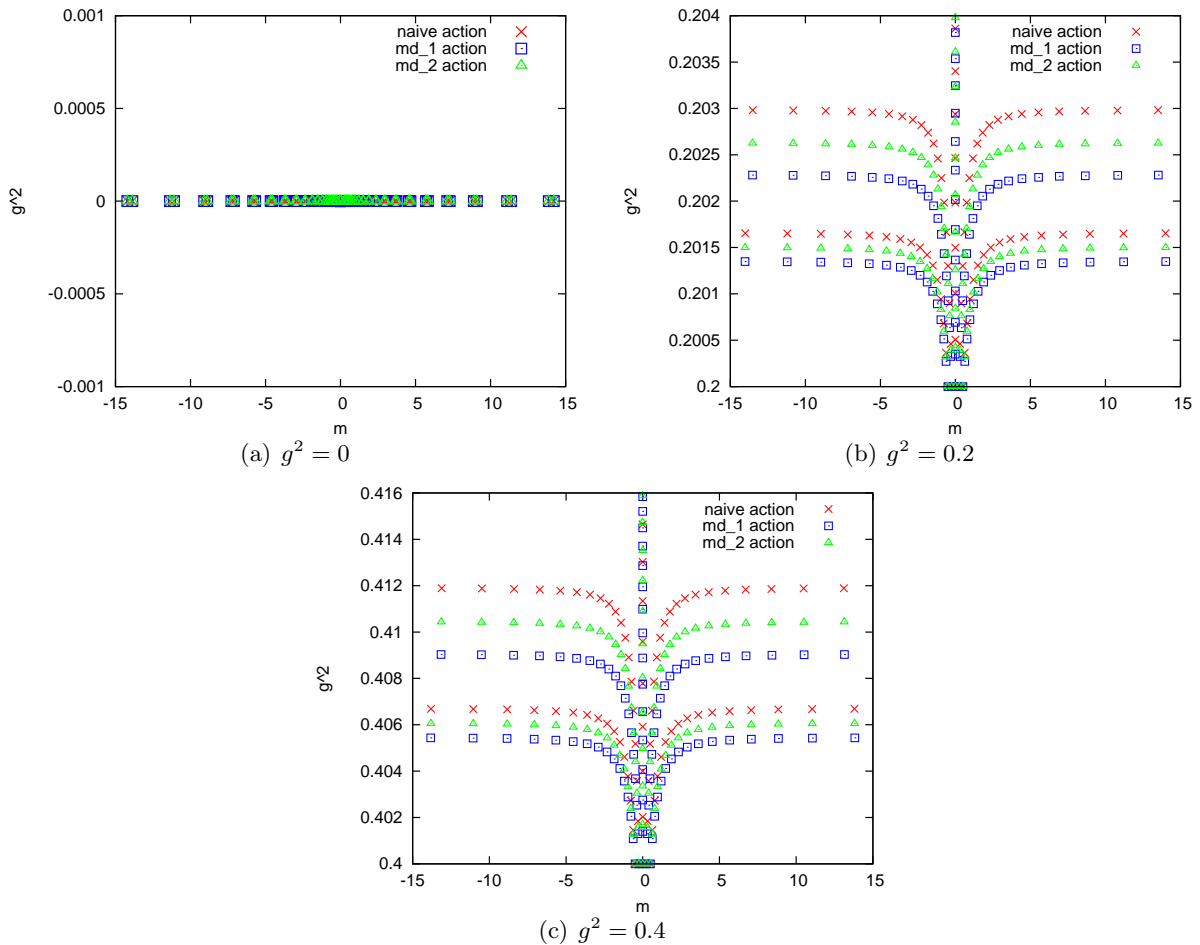 0.001
0.0005
0
-0.0005
-0.001
g^2
-15 -10 -5 0 5 10 15
m
naive action
md_1 action
md_2 action
(a) g² = 0
0.204
0.2035
0.203
0.2025
0.202
0.2015
0.201
0.2005
0.2
g^2
-15 -10 -5 0 5 10 15
m
naive action
md_1 action
md_2 action
(b) g² = 0.2
0.416
0.414
0.412
0.41
0.408
0.406
0.404
0.402
0.4
g^2
-15 -10 -5 0 5 10 15
m
naive action
md_1 action
md_2 action
(c) g² = 0.4